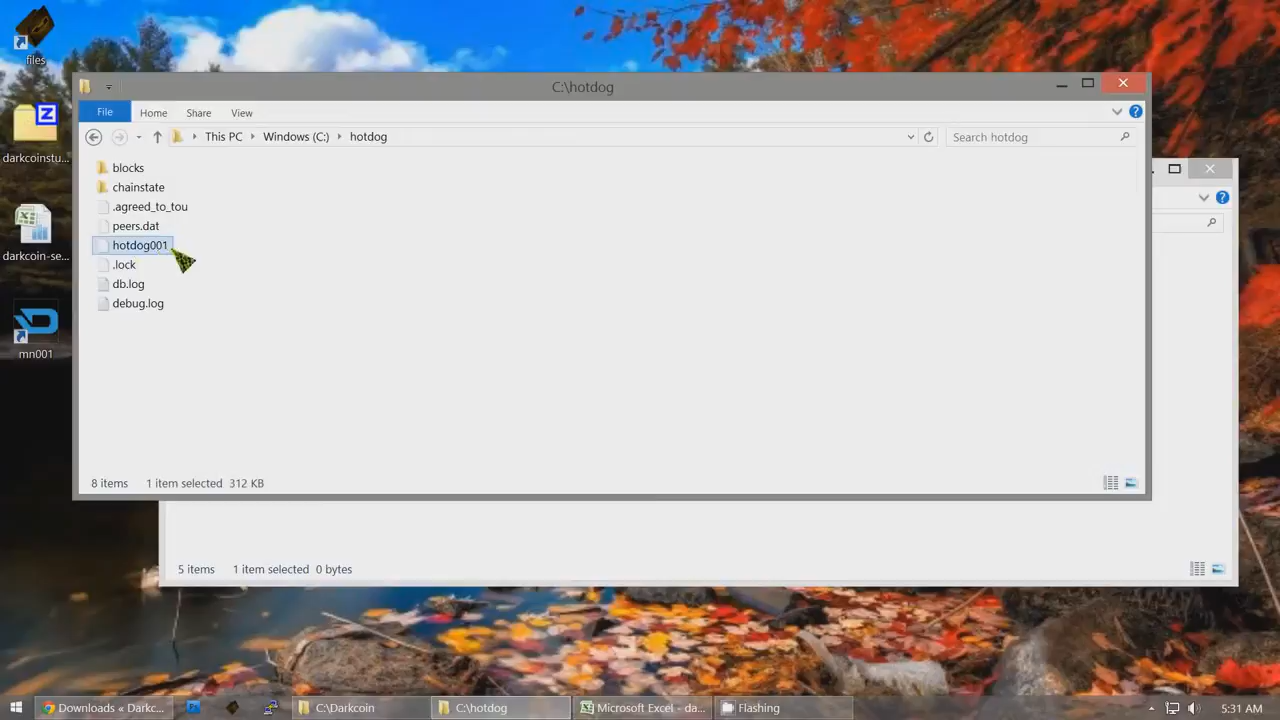 files
darkcoinstu...
darkcoin-se...
mn001
C:\hotdog
File
Home
Share
View
This PC
Windows (C:)
hotdog
Search hotdog
blocks
chainstate
.agreed_to_tou
peers.dat
hotdog001
.lock
db.log
debug.log
8 items 1 item selected 312 KB
5 items 1 item selected 0 bytes
Downloads « Darkc...
C:\Darkcoin
C:\hotdog
Microsoft Excel - da...
Flashing
5:31 AM